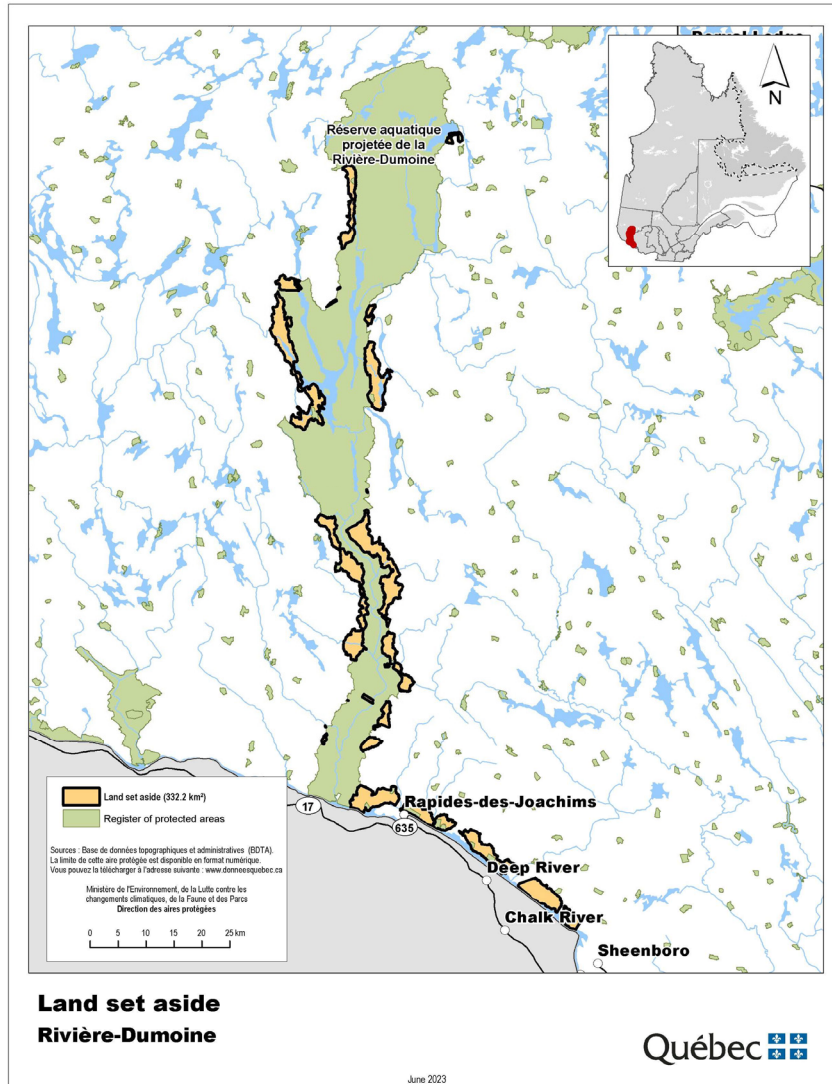 Réserve aquatique
projetée de la
Rivière-Dumoine
N
17
Rapides-des-Joachims
635
Deep River
Chalk River
Sheenboro
Land set aside (332.2 km²)
Register of protected areas
Sources : Base de données topographiques et administratives (BDTA).
La limite de cette aire protégée est disponible en format numérique.
Vous pouvez la télécharger à l'adresse suivante : www.donneesquebec.ca
Ministère de l'Environnement, de la Lutte contre les
changements climatiques, de la Faune et des Parcs
Direction des aires protégées
0 5 10 15 20 25 km
Land set aside
Rivière-Dumoine
Québec
June 2023